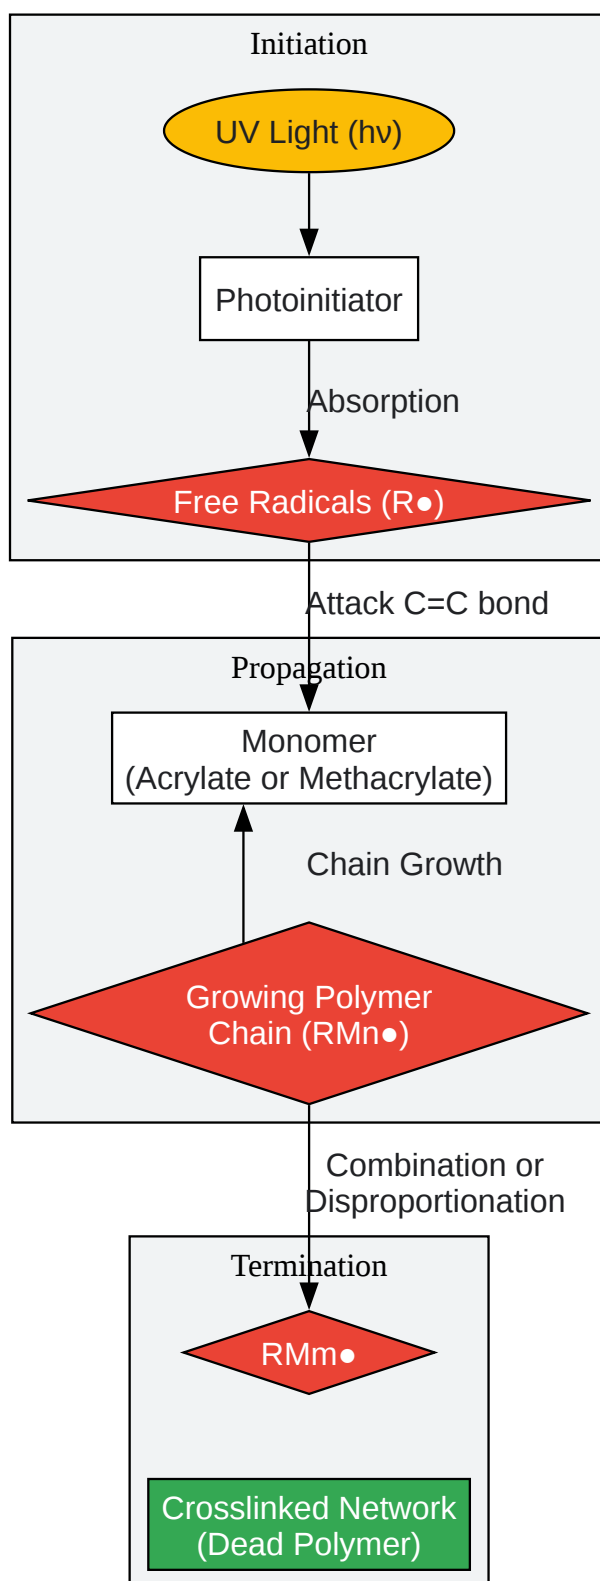 Initiation
UV Light (hν)
Photoinitiator
Absorption
Free Radicals (R●)
Attack C=C bond
Propagation
Monomer
(Acrylate or Methacrylate)
Chain Growth
Growing Polymer
Chain (RMn●)
Combination or
Disproportionation
Termination
RMm●
Crosslinked Network
(Dead Polymer)